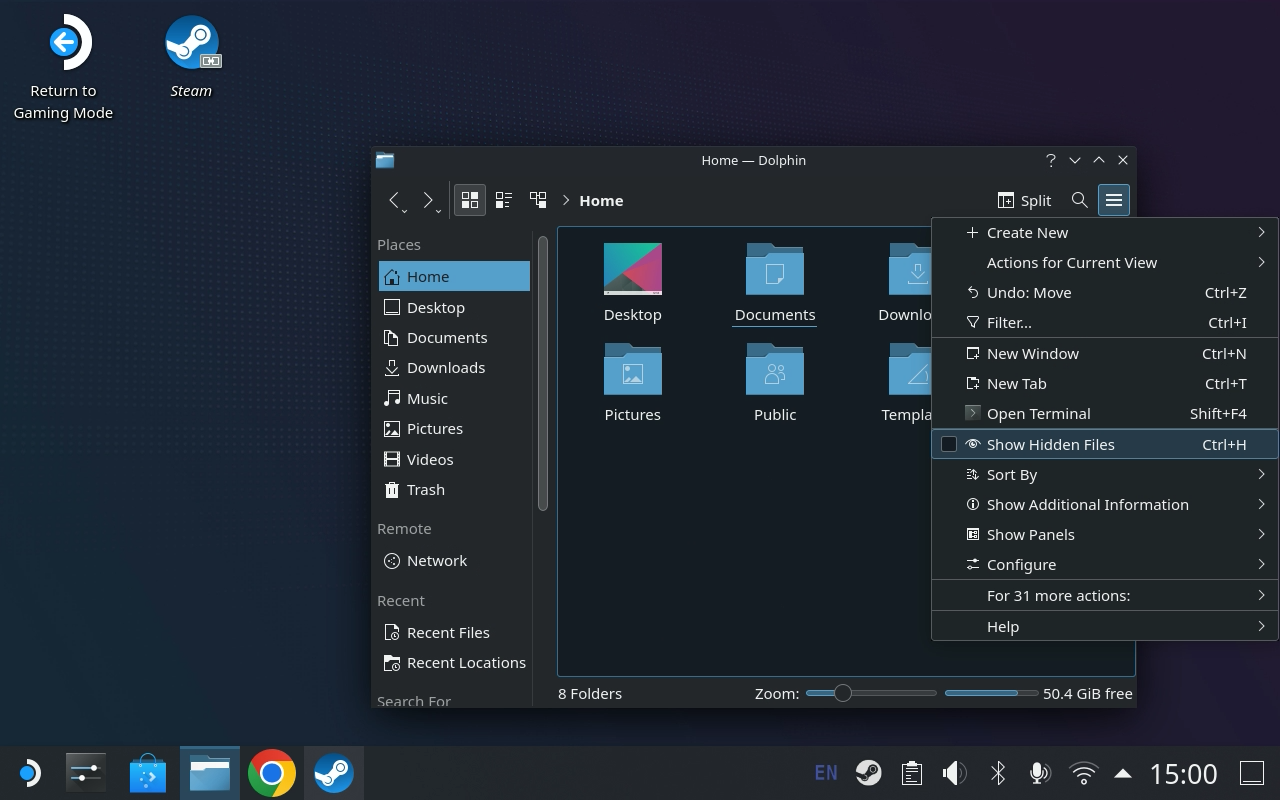 Return to
Gaming Mode
Steam
Home — Dolphin
Home
Split
Places
Home
Desktop
Documents
Downloads
Music
Pictures
Videos
Trash
Remote
Network
Recent
Recent Files
Recent Locations
Search For
Desktop
Documents
Downlo
Pictures
Public
Templa
Create New
Actions for Current View
Undo: Move Ctrl+Z
Filter... Ctrl+I
New Window Ctrl+N
New Tab Ctrl+T
Open Terminal Shift+F4
Show Hidden Files Ctrl+H
Sort By
Show Additional Information
Show Panels
Configure
For 31 more actions:
Help
8 Folders
Zoom:
50.4 GiB free
EN
15:00